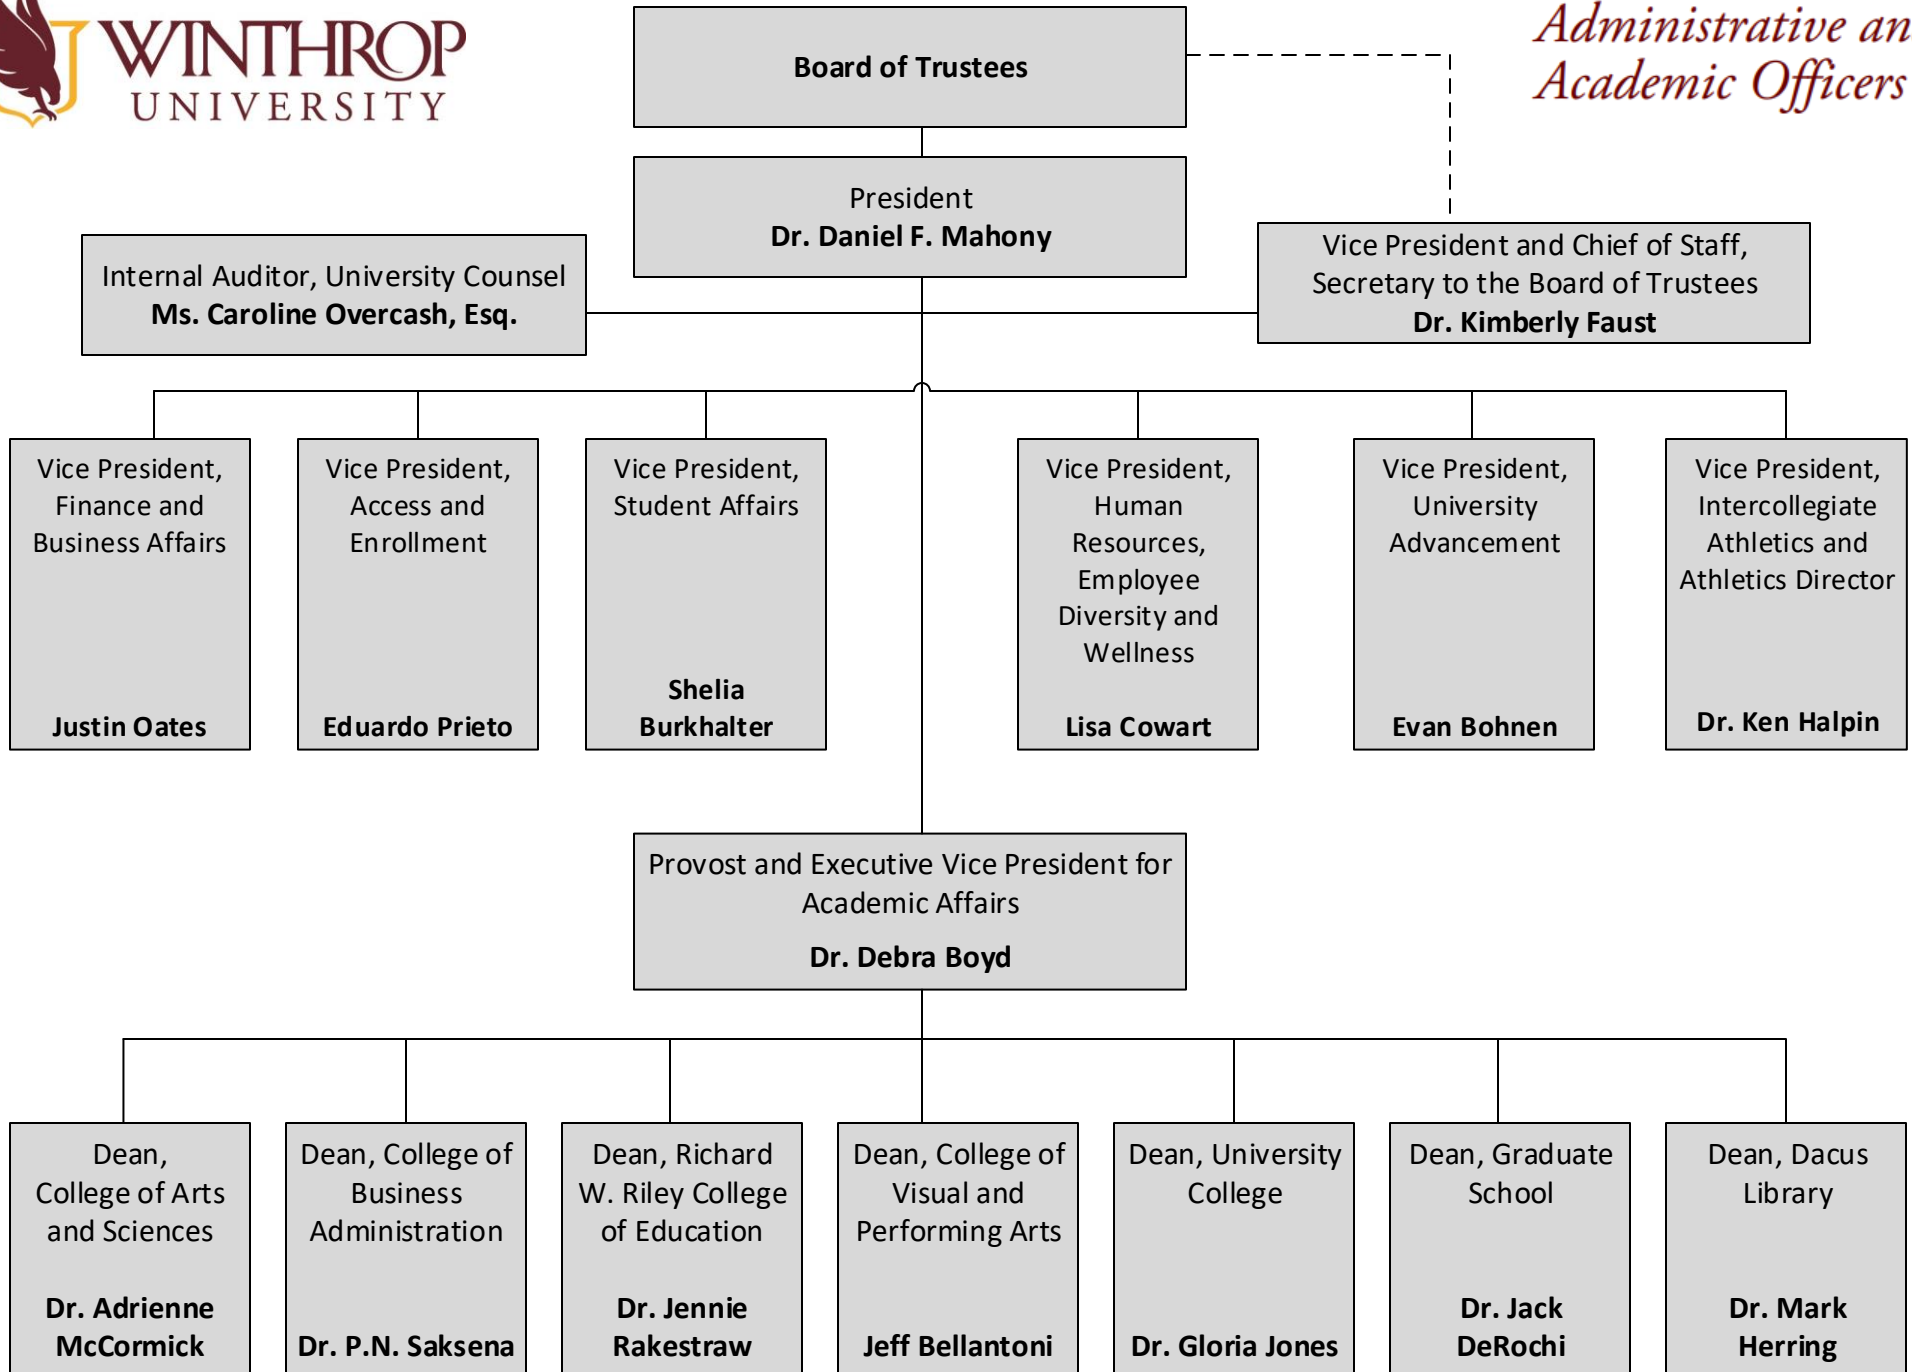 WINTHROP
UNIVERSITY
Administrative an
Academic Officers
Board of Trustees
President
Dr. Daniel F. Mahony
Internal Auditor, University Counsel
Ms. Caroline Overcash, Esq.
Vice President and Chief of Staff,
Secretary to the Board of Trustees
Dr. Kimberly Faust
Vice President,
Finance and
Business Affairs
Justin Oates
Vice President,
Access and
Enrollment
Eduardo Prieto
Vice President,
Student Affairs
Shelia
Burkhalter
Vice President,
Human
Resources,
Employee
Diversity and
Wellness
Lisa Cowart
Vice President,
University
Advancement
Evan Bohnen
Vice President,
Intercollegiate
Athletics and
Athletics Director
Dr. Ken Halpin
Provost and Executive Vice President for
Academic Affairs
Dr. Debra Boyd
Dean,
College of Arts
and Sciences
Dr. Adrienne
McCormick
Dean, College of
Business
Administration
Dr. P.N. Saksena
Dean, Richard
W. Riley College
of Education
Dr. Jennie
Rakestraw
Dean, College of
Visual and
Performing Arts
Jeff Bellantoni
Dean, University
College
Dr. Gloria Jones
Dean, Graduate
School
Dr. Jack
DeRochi
Dean, Dacus
Library
Dr. Mark
Herring